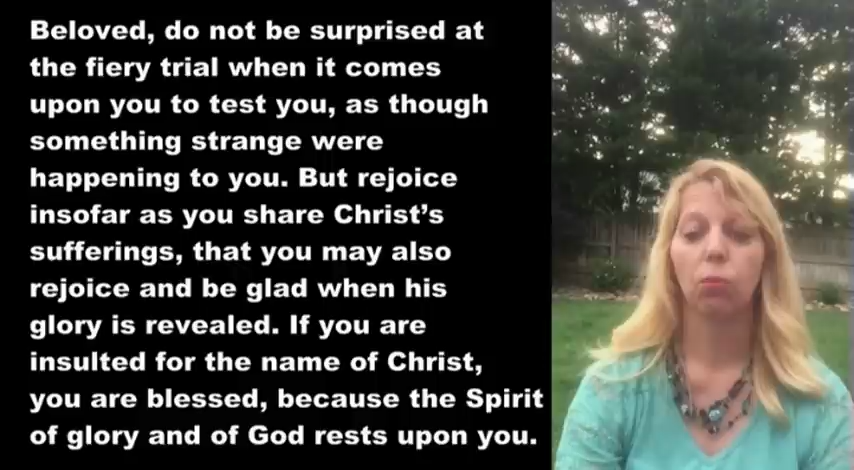 Beloved, do not be surprised at
the fiery trial when it comes
upon you to test you, as though
something strange were
happening to you. But rejoice
insofar as you share Christ's
sufferings, that you may also
rejoice and be glad when his
glory is revealed. If you are
insulted for the name of Christ,
you are blessed, because the Spirit
of glory and of God rests upon you.